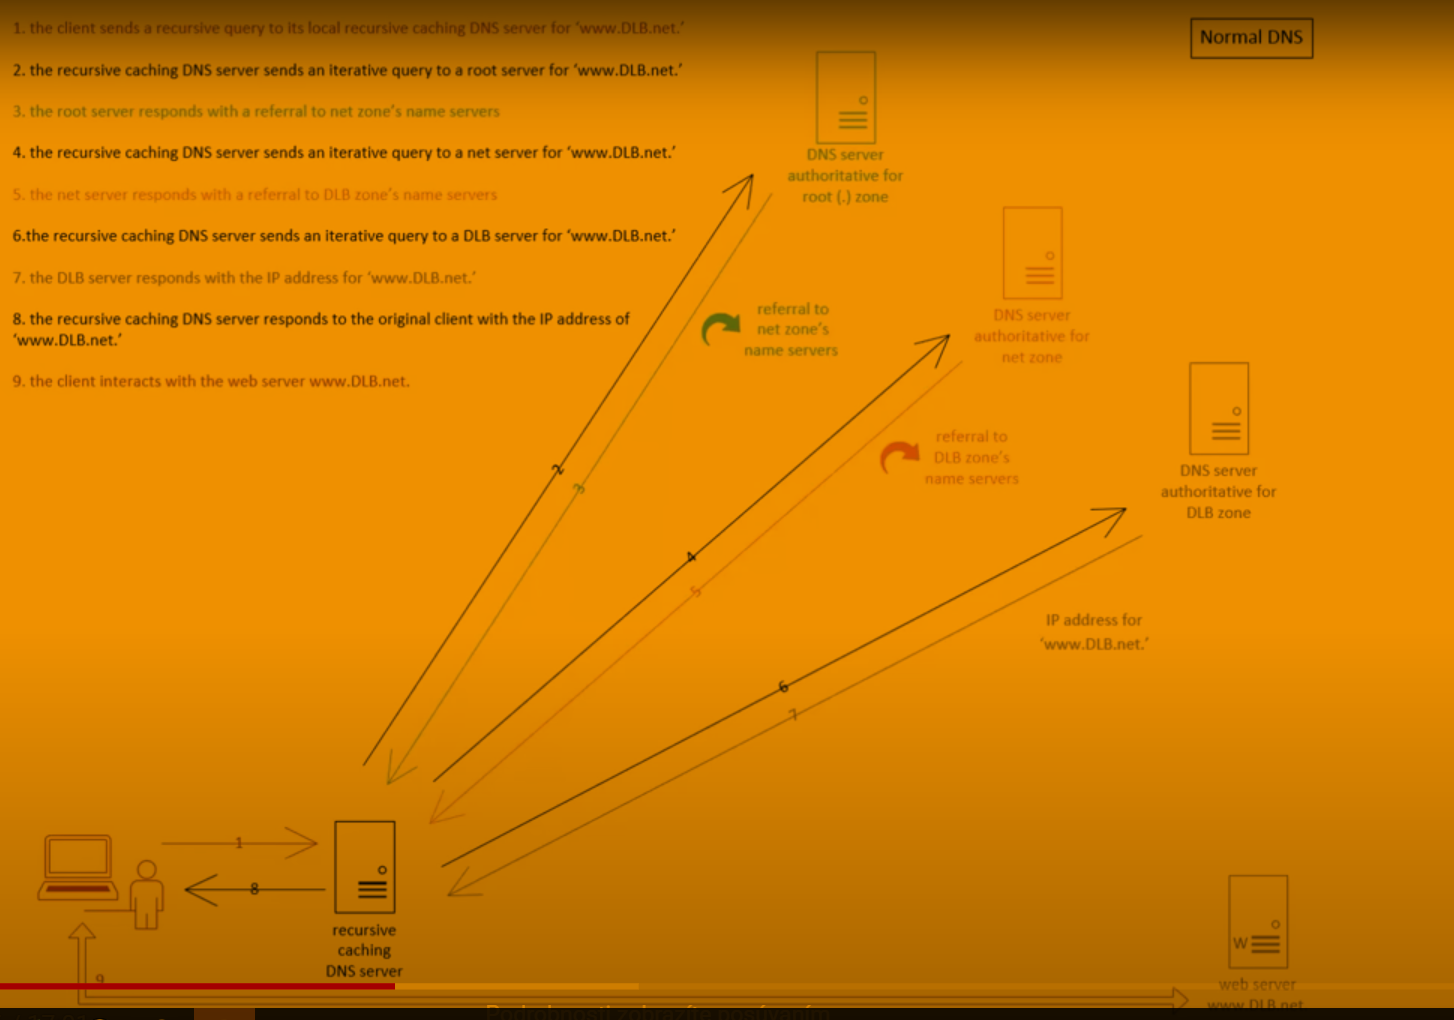 1. the client sends a recursive query to its local recursive caching DNS server for ‘www.DLB.net.’
Normal DNS
2. the recursive caching DNS server sends an iterative query to a root server for ‘www.DLB.net.’
3. the root server responds with a referral to net zone’s name servers
4. the recursive caching DNS server sends an iterative query to a net server for ‘www.DLB.net.’
5. the net server responds with a referral to DLB zone’s name servers
6.the recursive caching DNS server sends an iterative query to a DLB server for ‘www.DLB.net.’
7. the DLB server responds with the IP address for ‘www.DLB.net.’
8. the recursive caching DNS server responds to the original client with the IP address of
‘www.DLB.net.’
9. the client interacts with the web server www.DLB.net.
DNS server
authoritative for
root (.) zone
DNS server
authoritative for
net zone
referral to
net zone’s
name servers
DNS server
authoritative for
DLB zone
referral to
DLB zone’s
name servers
2
3
4
5
IP address for
‘www.DLB.net.’
6
7
1
8
recursive
caching
DNS server
9
W
web server
www.DLB.net